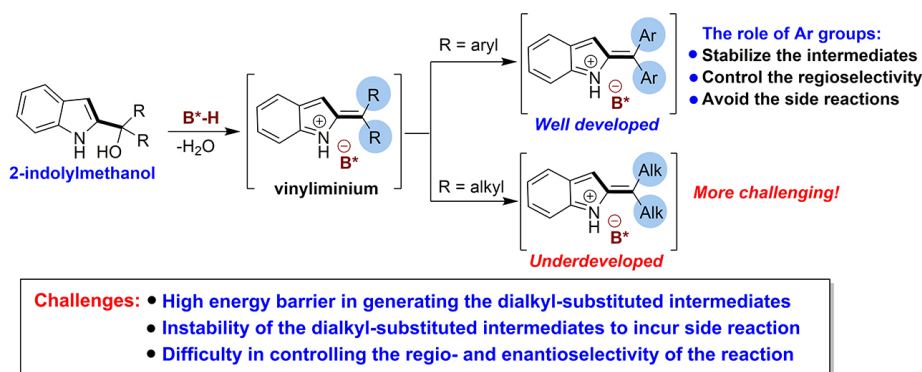 N
H
HO
R
R
2-indolylmethanol
B*-H
-H₂O
R
R
N
H
+
−
B*
vinyliminium
R = aryl
Ar
Ar
N
H
+
−
B*
Well developed
The role of Ar groups:
● Stabilize the intermediates
● Control the regioselectivity
● Avoid the side reactions
R = alkyl
Alk
Alk
N
H
+
−
B*
Underdeveloped
More challenging!
Challenges: ● High energy barrier in generating the dialkyl-substituted intermediates
● Instability of the dialkyl-substituted intermediates to incur side reaction
● Difficulty in controlling the regio- and enantioselectivity of the reaction